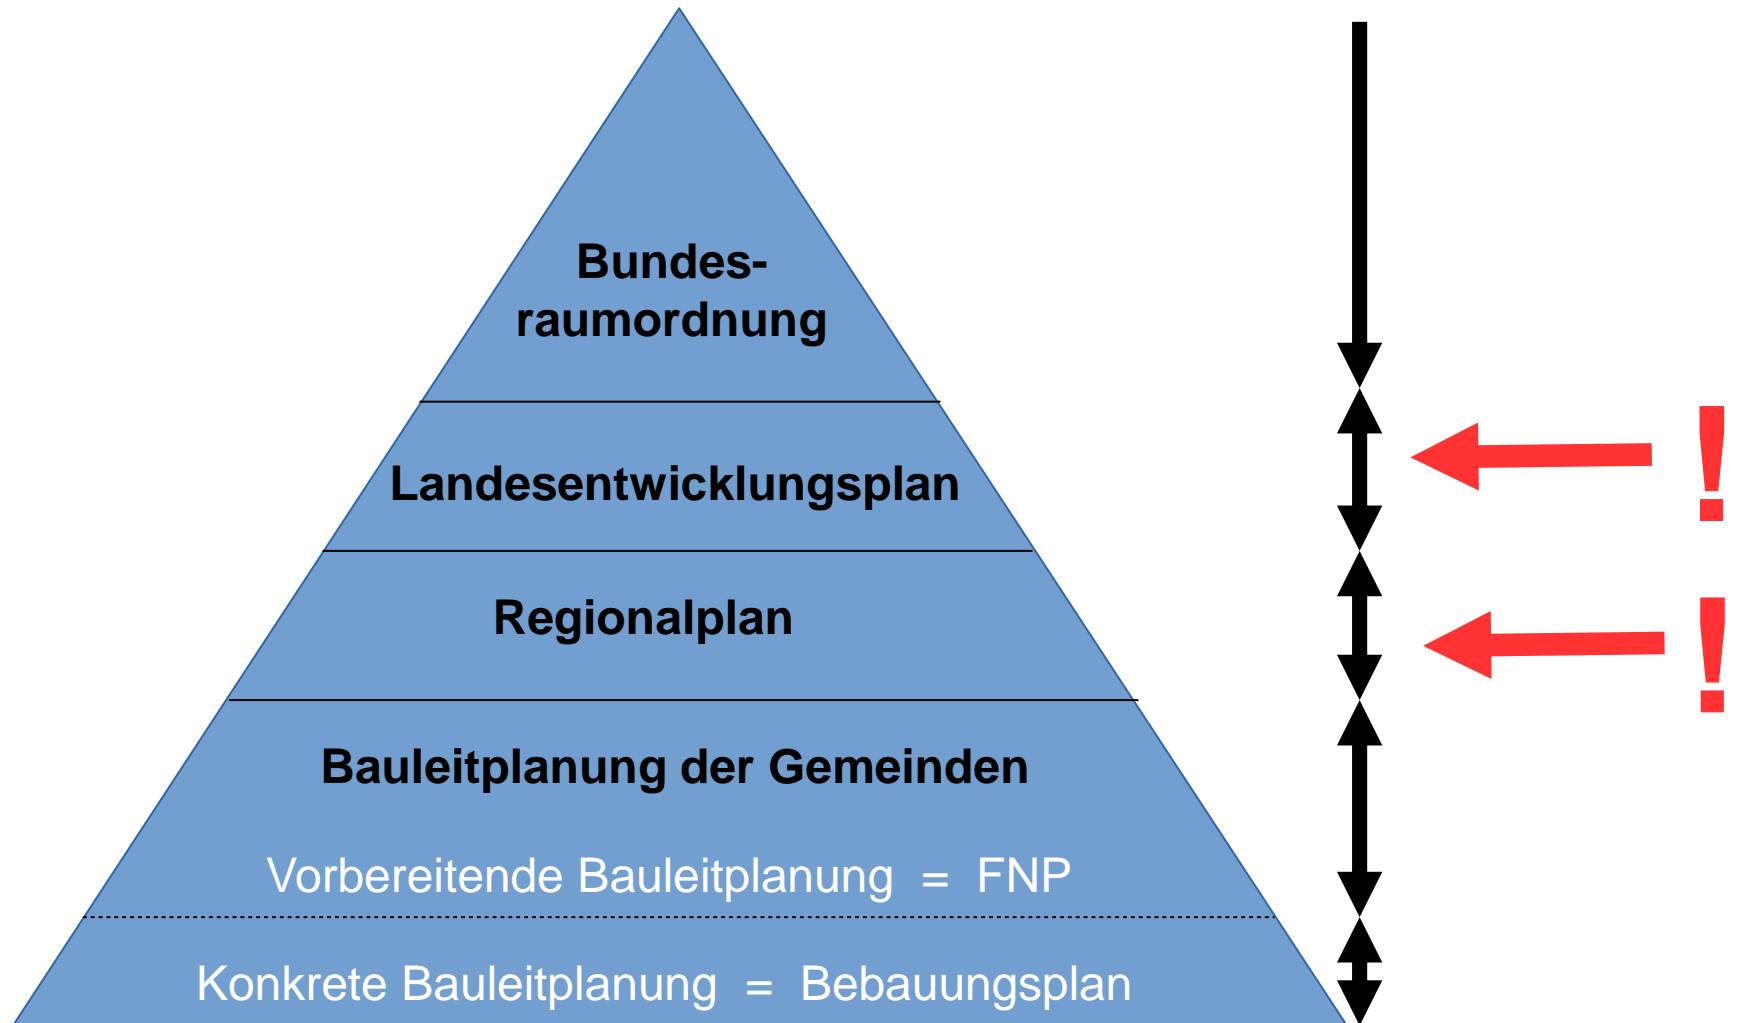 Bundes-
raumordnung
Landesentwicklungsplan
!
Regionalplan
!
Bauleitplanung der Gemeinden
Vorbereitende Bauleitplanung = FNP
Konkrete Bauleitplanung = Bebauungsplan